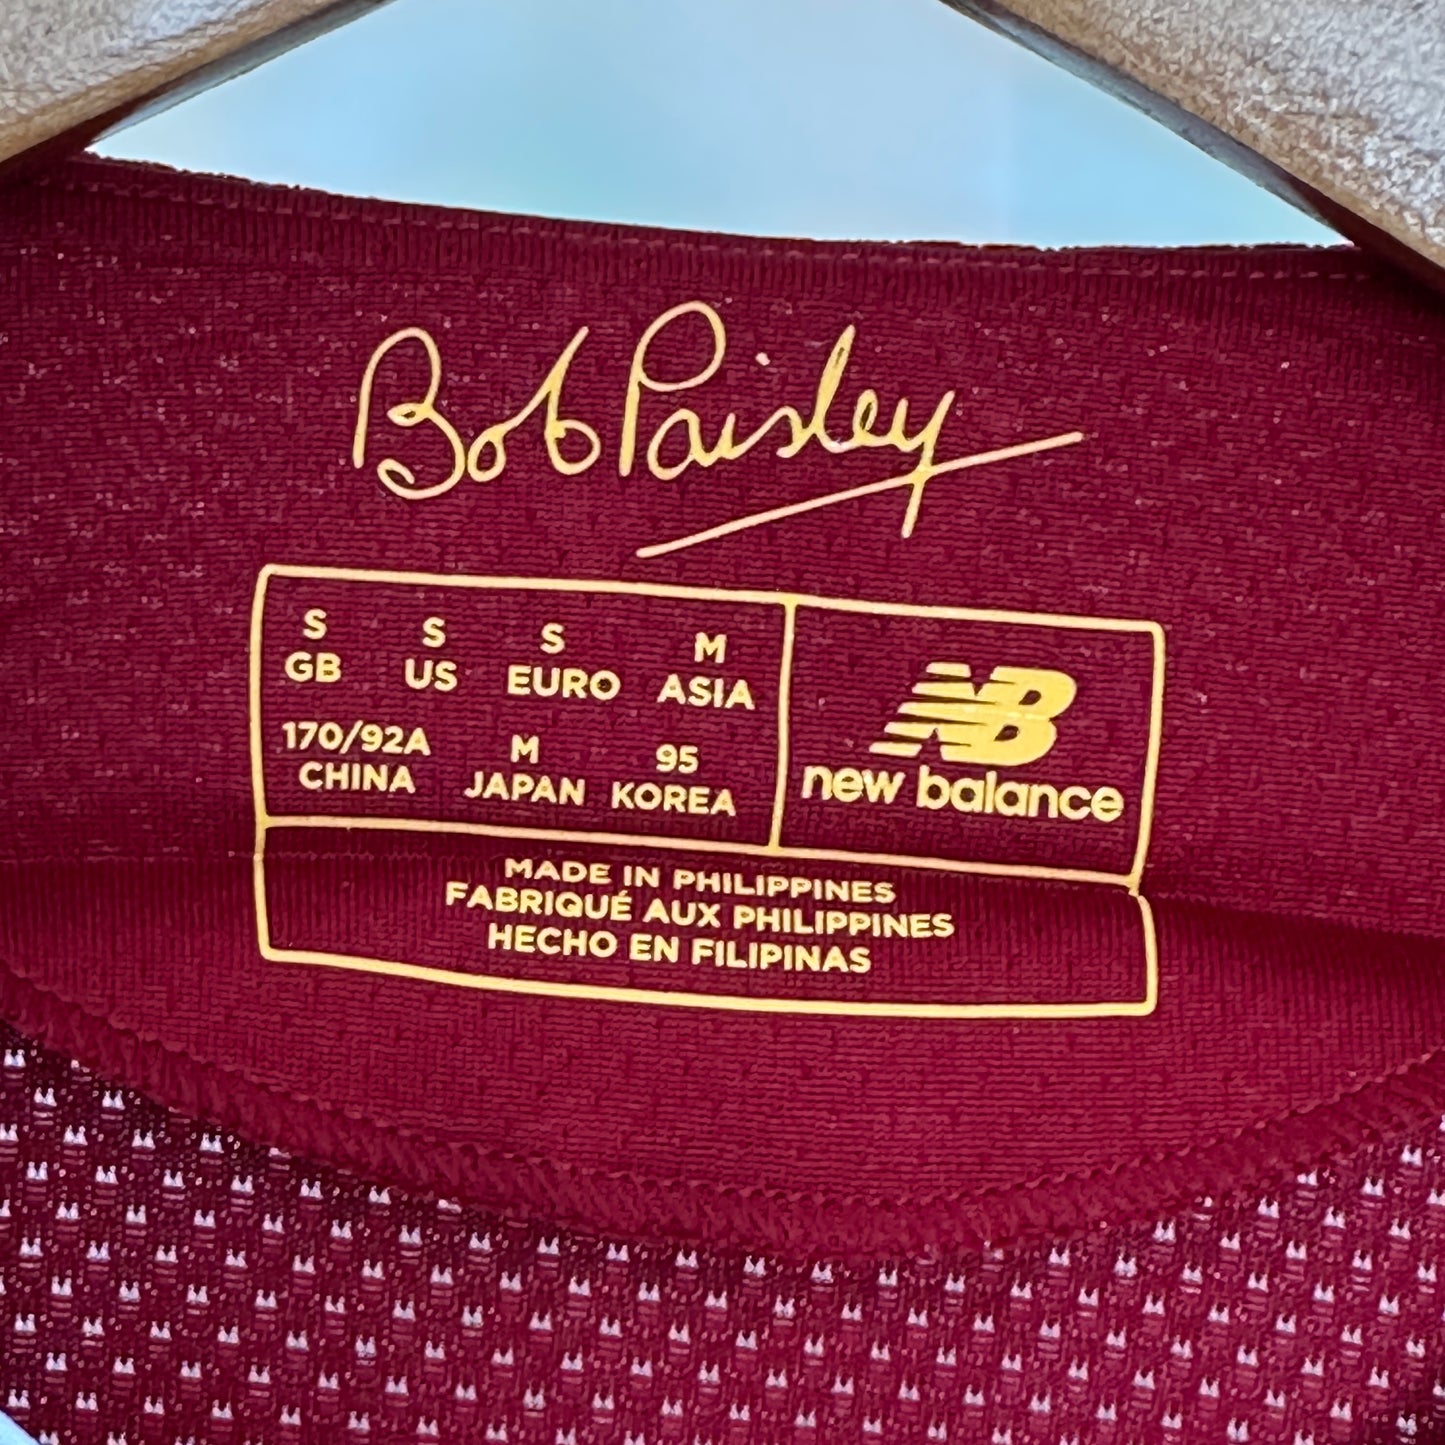 Bob Paisley
S S S M
GB US EURO ASIA
170/92A M 95
CHINA JAPAN KOREA
NB
new balance
MADE IN PHILIPPINES
FABRIQUÉ AUX PHILIPPINES
HECHO EN FILIPINAS